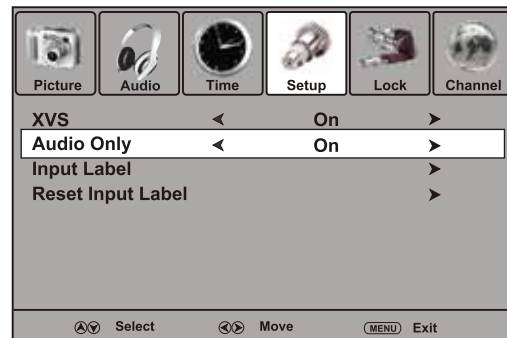 Picture Audio Time Setup Lock Channel
XVS On
Audio Only On
Input Label
Reset Input Label
Select Move MENU Exit